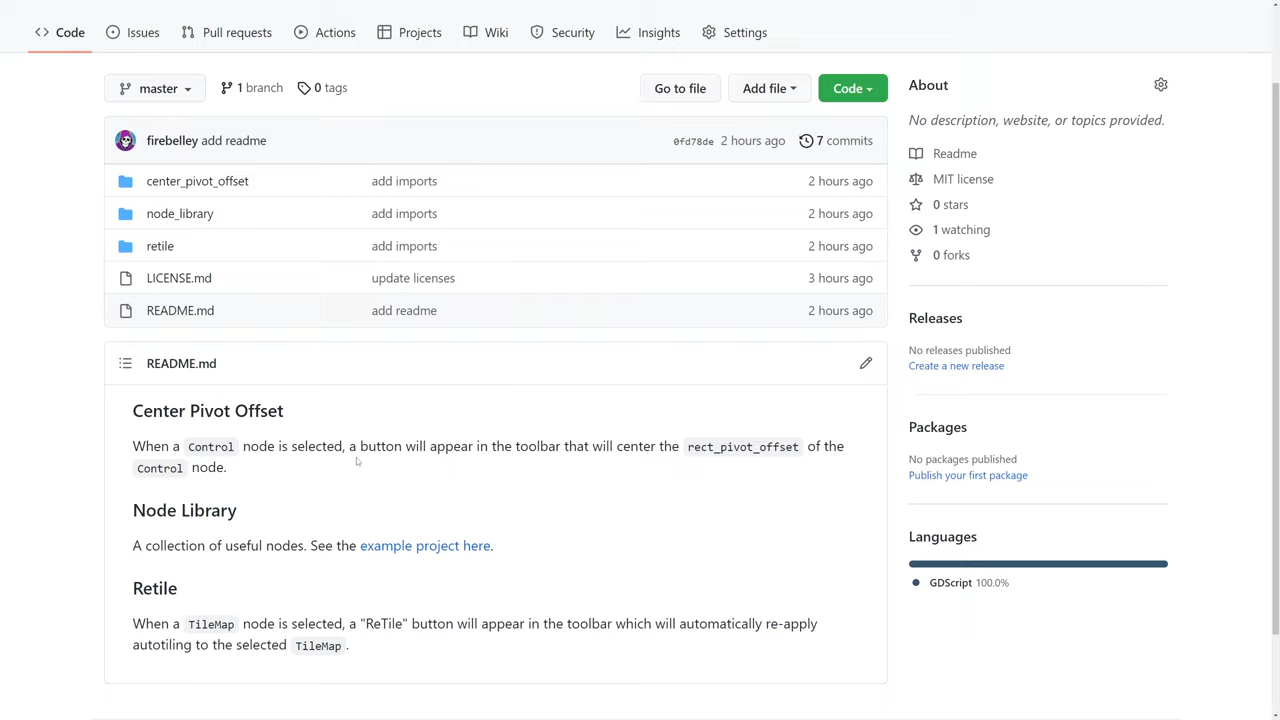 Code Issues Pull requests Actions Projects Wiki Security Insights Settings
master 1 branch 0 tags Go to file Add file Code
firebelley add readme 0fd78de 2 hours ago 7 commits
center_pivot_offset add imports 2 hours ago
node_library add imports 2 hours ago
retile add imports 2 hours ago
LICENSE.md update licenses 3 hours ago
README.md add readme 2 hours ago
README.md
Center Pivot Offset
When a Control node is selected, a button will appear in the toolbar that will center the rect_pivot_offset of the
Control node.
Node Library
A collection of useful nodes. See the example project here.
Retile
When a TileMap node is selected, a "ReTile" button will appear in the toolbar which will automatically re-apply
autotiling to the selected TileMap.
About
No description, website, or topics provided.
Readme
MIT license
0 stars
1 watching
0 forks
Releases
No releases published
Create a new release
Packages
No packages published
Publish your first package
Languages
GDScript 100.0%